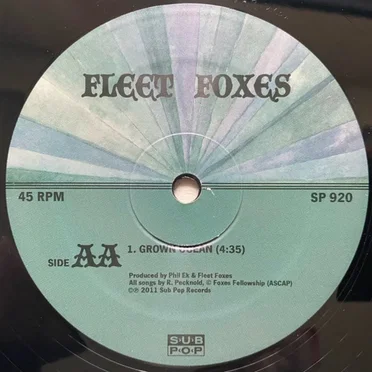 FLEET FOXES
45 RPM
SP 920
1. GROWN OCEAN (4:35)
SIDE AA
Produced by Phil Ek & Fleet Foxes
All songs by R. Pecknold, © Foxes Fellowship (ASCAP)
©℗ 2011 Sub Pop Records
SUB
POP